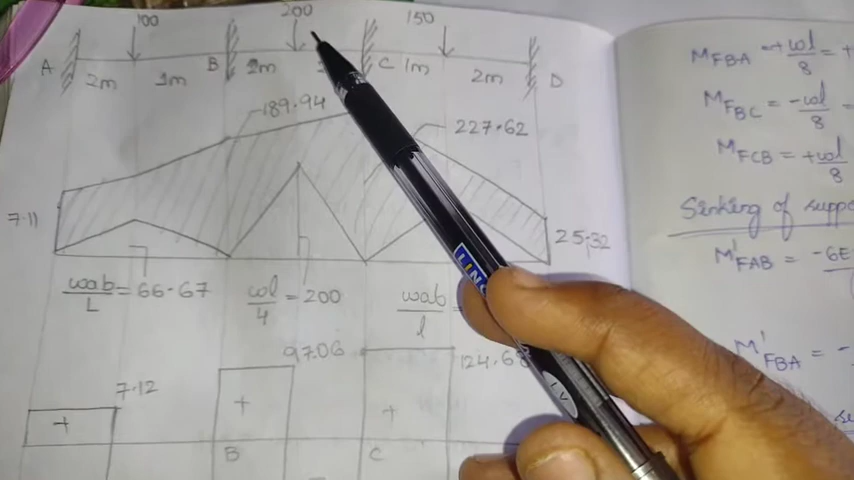 100 200 150
A B C D
2m 1m 2m 1m 2m
189.94
227.62
7.11
25.32
wab/L = 66.67 wl/4 = 200 wab/l =
97.06
124.68
7.12
+ + +
B C
MFBA = + wl/8 = +
MFBC = - wl/8 =
MFCB = + wl/8
Sinking of suppo
M'FAB = -6E
M'FBA = -
LINC